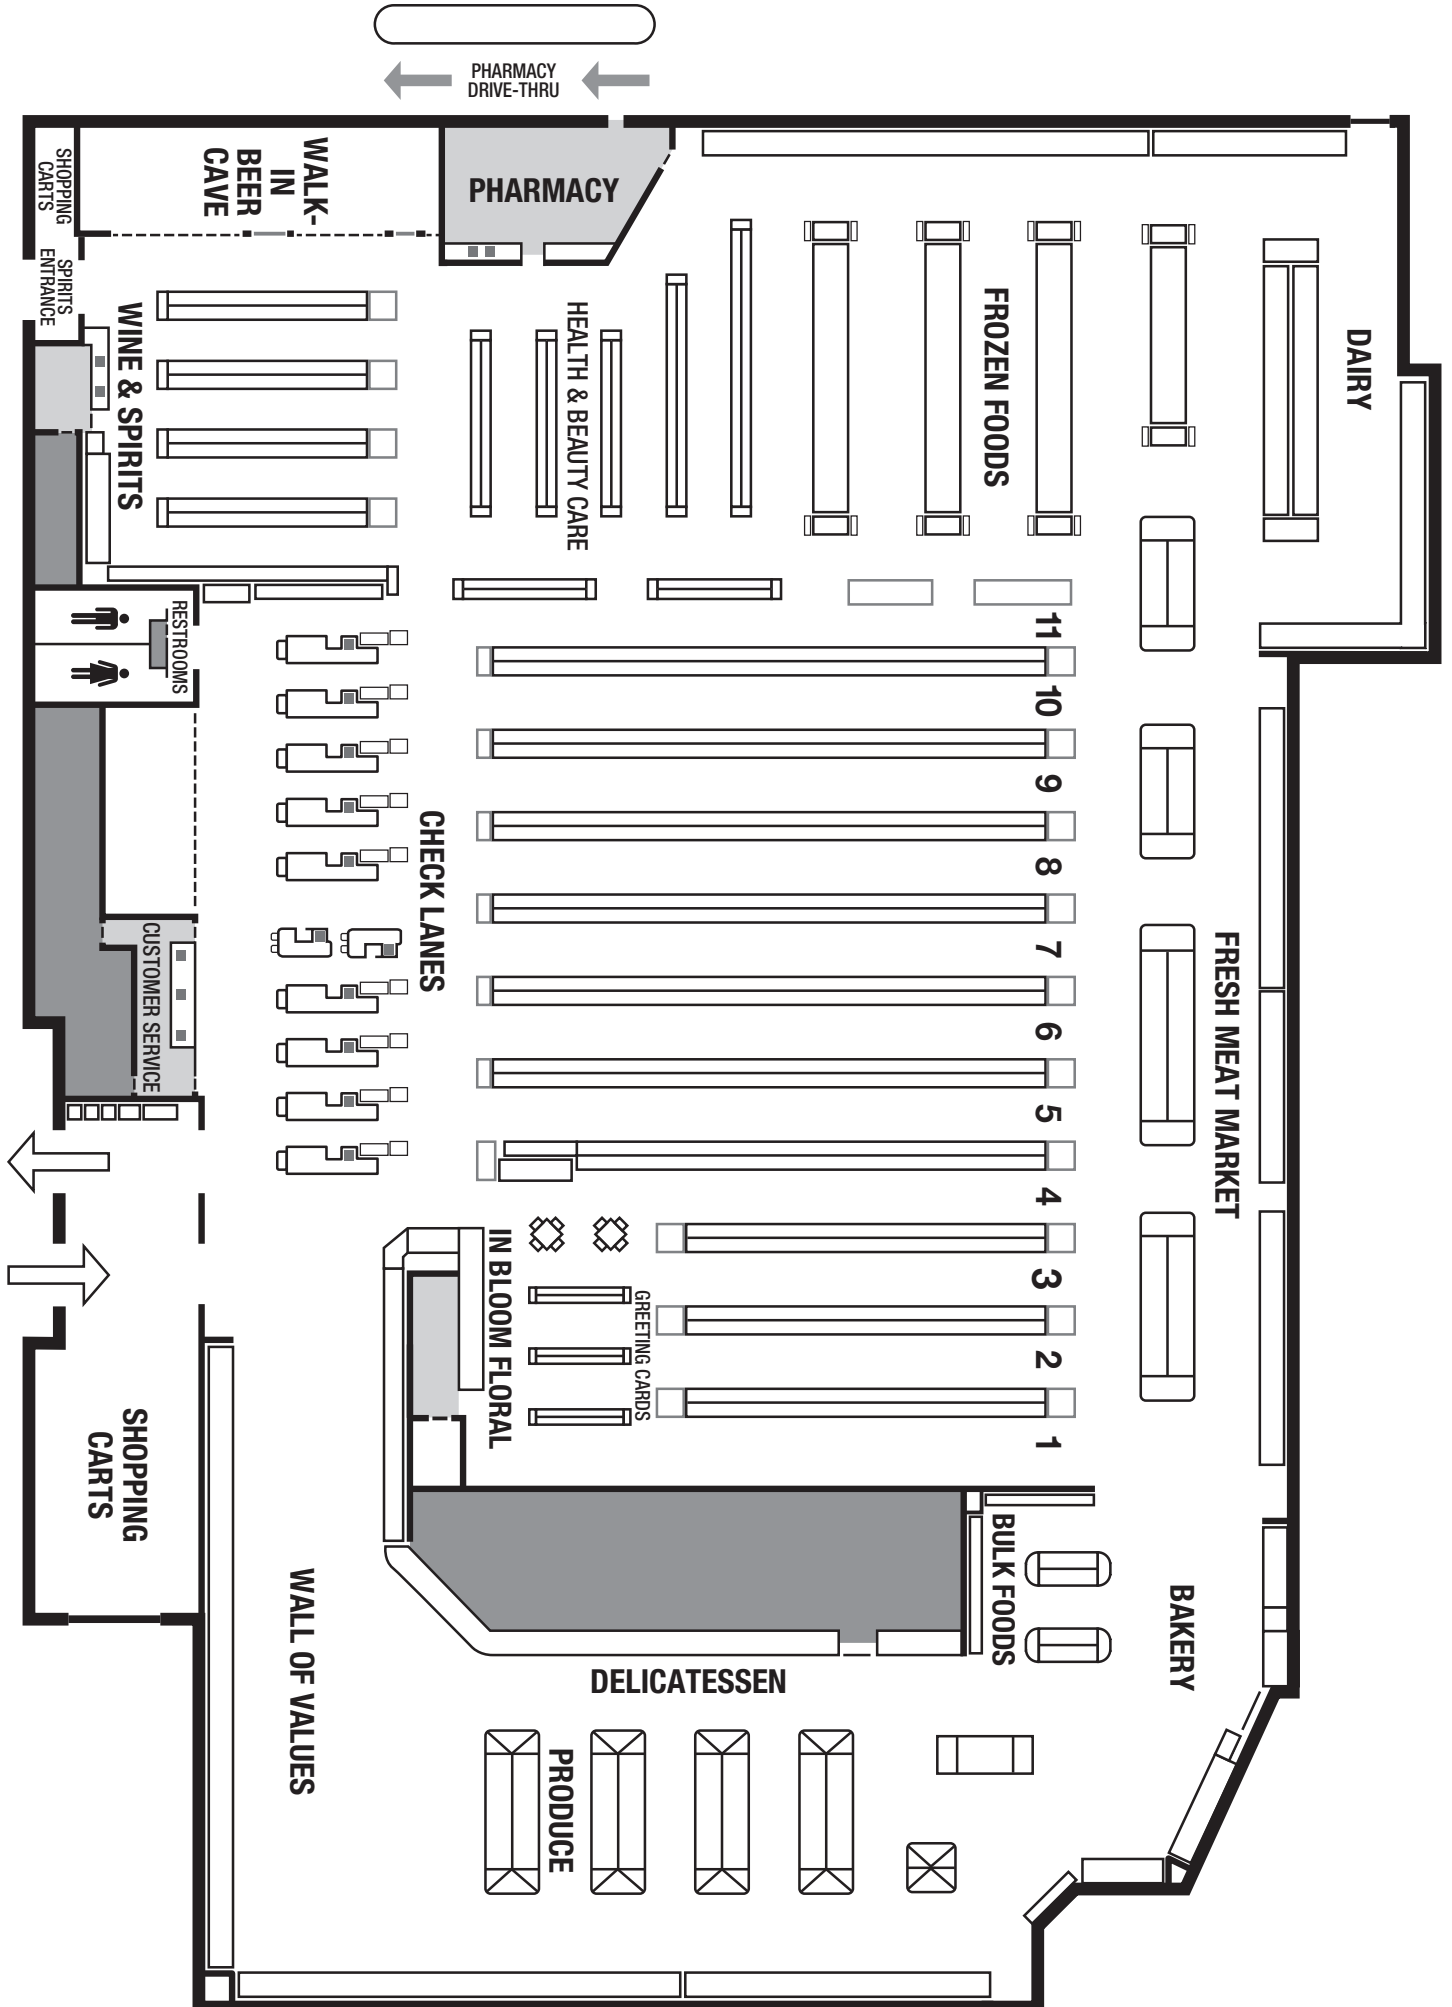 PHARMACY
DRIVE-THRU
SHOPPING
CARTS
WALK-
IN
BEER
CAVE
PHARMACY
SPIRITS
ENTRANCE
WINE & SPIRITS
HEALTH & BEAUTY CARE
FROZEN FOODS
DAIRY
RESTROOMS
11
10
9
8
7
6
5
4
3
2
1
CHECK LANES
CUSTOMER SERVICE
FRESH MEAT MARKET
IN BLOOM FLORAL
GREETING CARDS
SHOPPING
CARTS
BULK FOODS
BAKERY
WALL OF VALUES
DELICATESSEN
PRODUCE